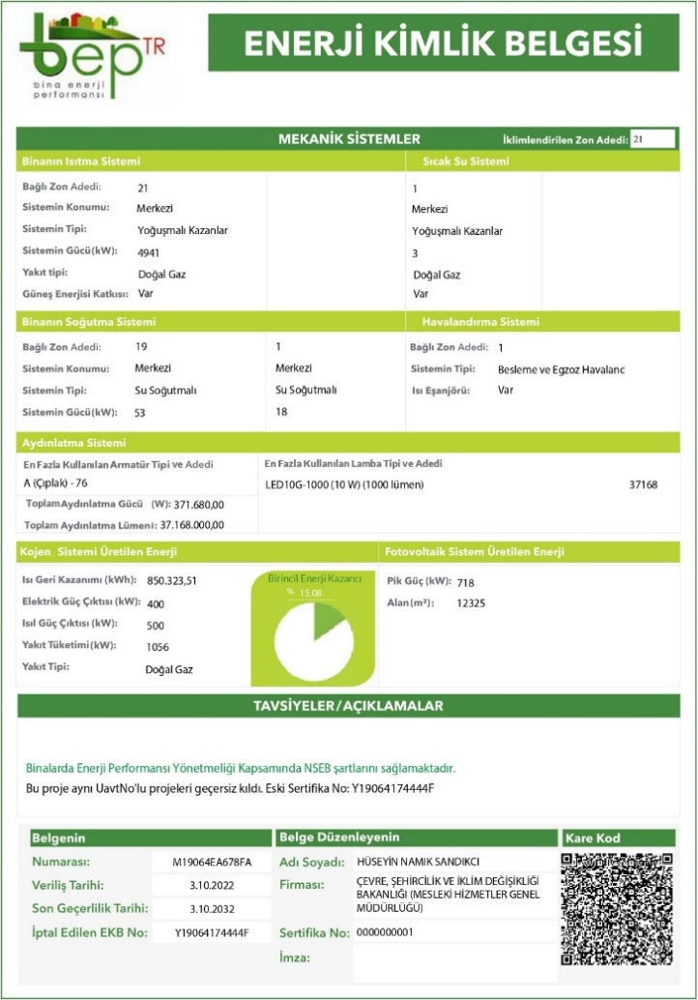 bep TR
bina enerji
performansı
ENERJİ KİMLİK BELGESİ
MEKANİK SİSTEMLER İklimlendirilen Zon Adedi: 21
Binanın Isıtma Sistemi Sıcak Su Sistemi
Bağlı Zon Adedi: 21 1
Sistemin Konumu: Merkezi Merkezi
Sistemin Tipi: Yoğuşmalı Kazanlar Yoğuşmalı Kazanlar
Sistemin Gücü(kW): 4941 3
Yakıt tipi: Doğal Gaz Doğal Gaz
Güneş Enerjisi Katkısı: Var Var
Binanın Soğutma Sistemi Havalandırma Sistemi
Bağlı Zon Adedi: 19 1 Bağlı Zon Adedi: 1
Sistemin Konumu: Merkezi Merkezi Sistemin Tipi: Besleme ve Egzoz Havalanc
Sistemin Tipi: Su Soğutmalı Su Soğutmalı Isı Eşanjörü: Var
Sistemin Gücü(kW): 53 18
Aydınlatma Sistemi
En Fazla Kullanılan Armatür Tipi ve Adedi En Fazla Kullanılan Lamba Tipi ve Adedi
A (Çıplak) - 76 LED10G-1000 (10 W) (1000 lümen) 37168
Toplam Aydınlatma Gücü (W): 371.680,00
Toplam Aydınlatma Lümeni: 37.168.000,00
Kojen. Sistemi Üretilen Enerji Fotovoltaik Sistem Üretilen Enerji
Isı Geri Kazanımı (kWh): 850.323,51 Birincil Enerji Kazancı Pik Güç (kW): 718
% 15,08
Elektrik Güç Çıktısı (kW): 400 Alan(m²): 12325
Isıl Güç Çıktısı (kW): 500
Yakıt Tüketimi(kW): 1056
Yakıt Tipi: Doğal Gaz
TAVSİYELER/AÇIKLAMALAR
Binalarda Enerji Performansı Yönetmeliği Kapsamında NSEB şartlarını sağlamaktadır.
Bu proje aynı UavtNo'lu projeleri geçersiz kıldı. Eski Sertifika No: Y19064174444F
Belgenin Belge Düzenleyenin Kare Kod
Numarası: M19064EA678FA Adı Soyadı: HÜSEYİN NAMIK SANDIKCI
Veriliş Tarihi: 3.10.2022 Firması: ÇEVRE, ŞEHİRCİLİK VE İKLİM DEĞİŞİKLİĞİ
BAKANLIĞI (MESLEKİ HİZMETLER GENEL
MÜDÜRLÜĞÜ)
Son Geçerlilik Tarihi: 3.10.2032
İptal Edilen EKB No: Y19064174444F Sertifika No: 0000000001
İmza: